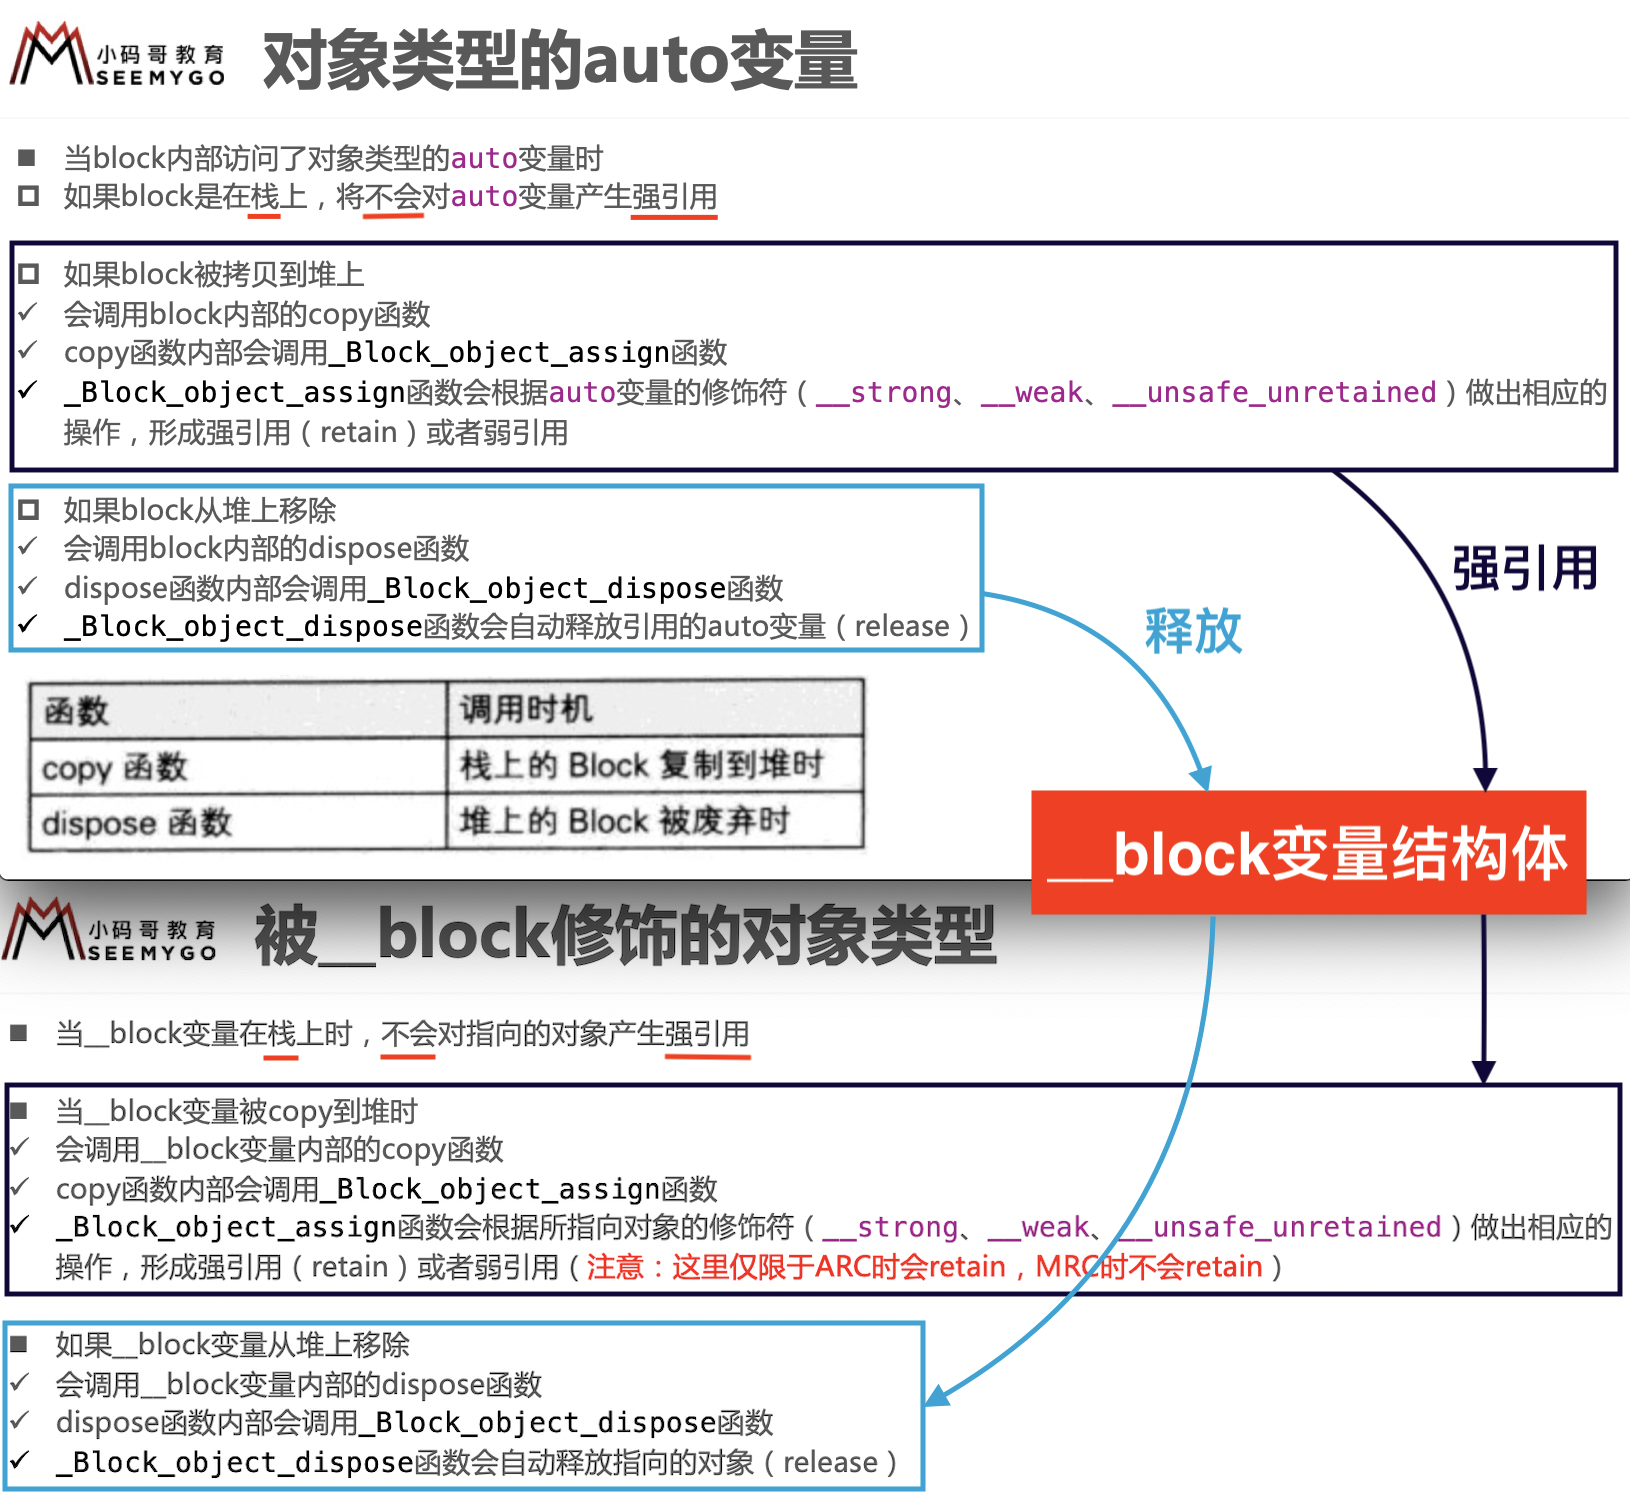 小码哥教育
SEEMYGO
对象类型的auto变量
当block内部访问了对象类型的auto变量时
如果block是在栈上，将不会对auto变量产生强引用
如果block被拷贝到堆上
会调用block内部的copy函数
copy函数内部会调用_Block_object_assign函数
_Block_object_assign函数会根据auto变量的修饰符（__strong、__weak、__unsafe_unretained）做出相应的
操作，形成强引用（retain）或者弱引用
如果block从堆上移除
会调用block内部的dispose函数
dispose函数内部会调用_Block_object_dispose函数
_Block_object_dispose函数会自动释放引用的auto变量（release）
强引用
释放
函数 调用时机
copy 函数 栈上的 Block 复制到堆时
dispose 函数 堆上的 Block 被废弃时
__block变量结构体
小码哥教育
SEEMYGO
被__block修饰的对象类型
当__block变量在栈上时，不会对指向的对象产生强引用
当__block变量被copy到堆时
会调用__block变量内部的copy函数
copy函数内部会调用_Block_object_assign函数
_Block_object_assign函数会根据所指向对象的修饰符（__strong、__weak、__unsafe_unretained）做出相应的
操作，形成强引用（retain）或者弱引用（注意：这里仅限于ARC时会retain，MRC时不会retain）
如果__block变量从堆上移除
会调用__block变量内部的dispose函数
dispose函数内部会调用_Block_object_dispose函数
_Block_object_dispose函数会自动释放指向的对象（release）